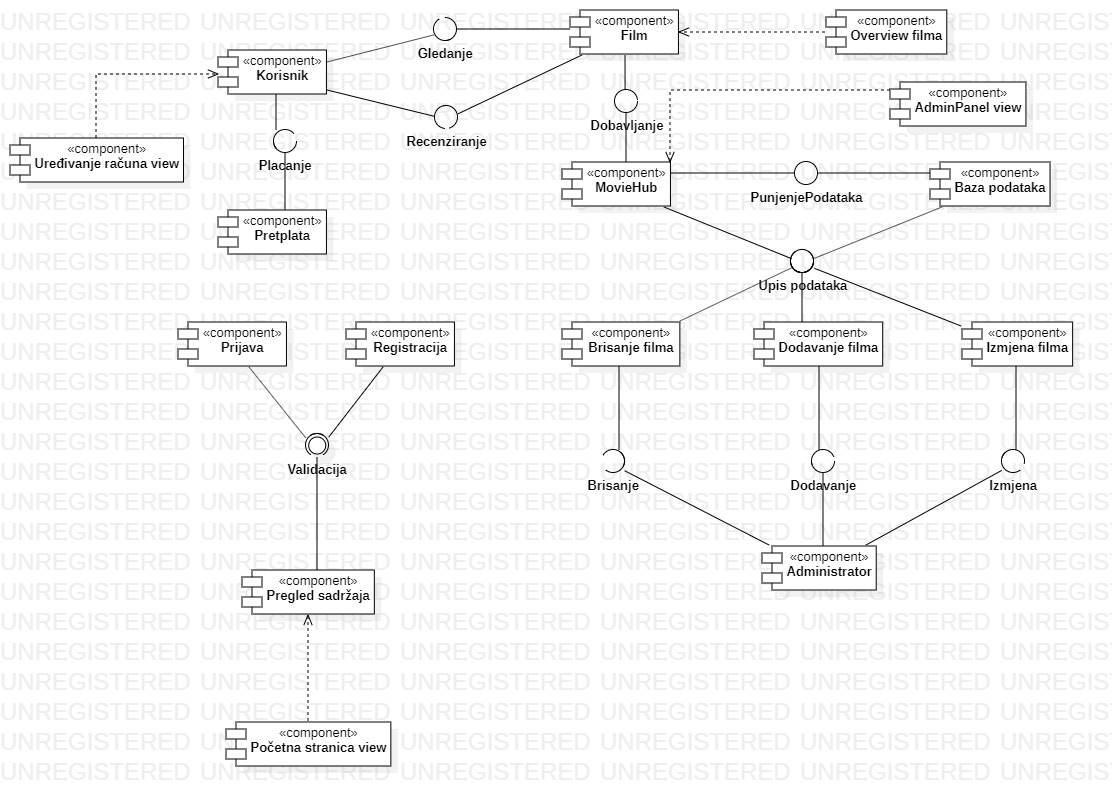 «component»
Film
«component»
Overview filma
Gledanje
«component»
Korisnik
«component»
AdminPanel view
Dobavljanje
Recenziranje
«component»
Uređivanje računa view
Placanje
«component»
MovieHub
PunjenjePodataka
«component»
Baza podataka
«component»
Pretplata
Upis podataka
«component»
Prijava
«component»
Registracija
«component»
Brisanje filma
«component»
Dodavanje filma
«component»
Izmjena filma
Validacija
Brisanje
Dodavanje
Izmjena
«component»
Administrator
«component»
Pregled sadržaja
«component»
Početna stranica view
UNREGISTERED UNREGISTERED UNREGISTERED UNREGISTERED UNREGISTERED UNREGIS